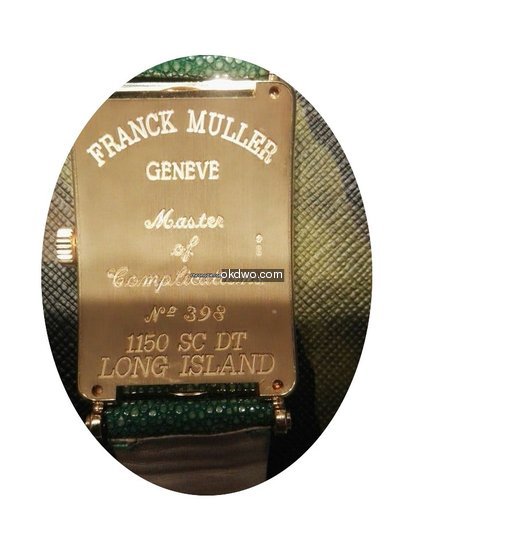 FRANCK MULLER
GENEVE
Master
of
Complications
okdwo.com
Nº 398
1150 SC DT
LONG ISLAND